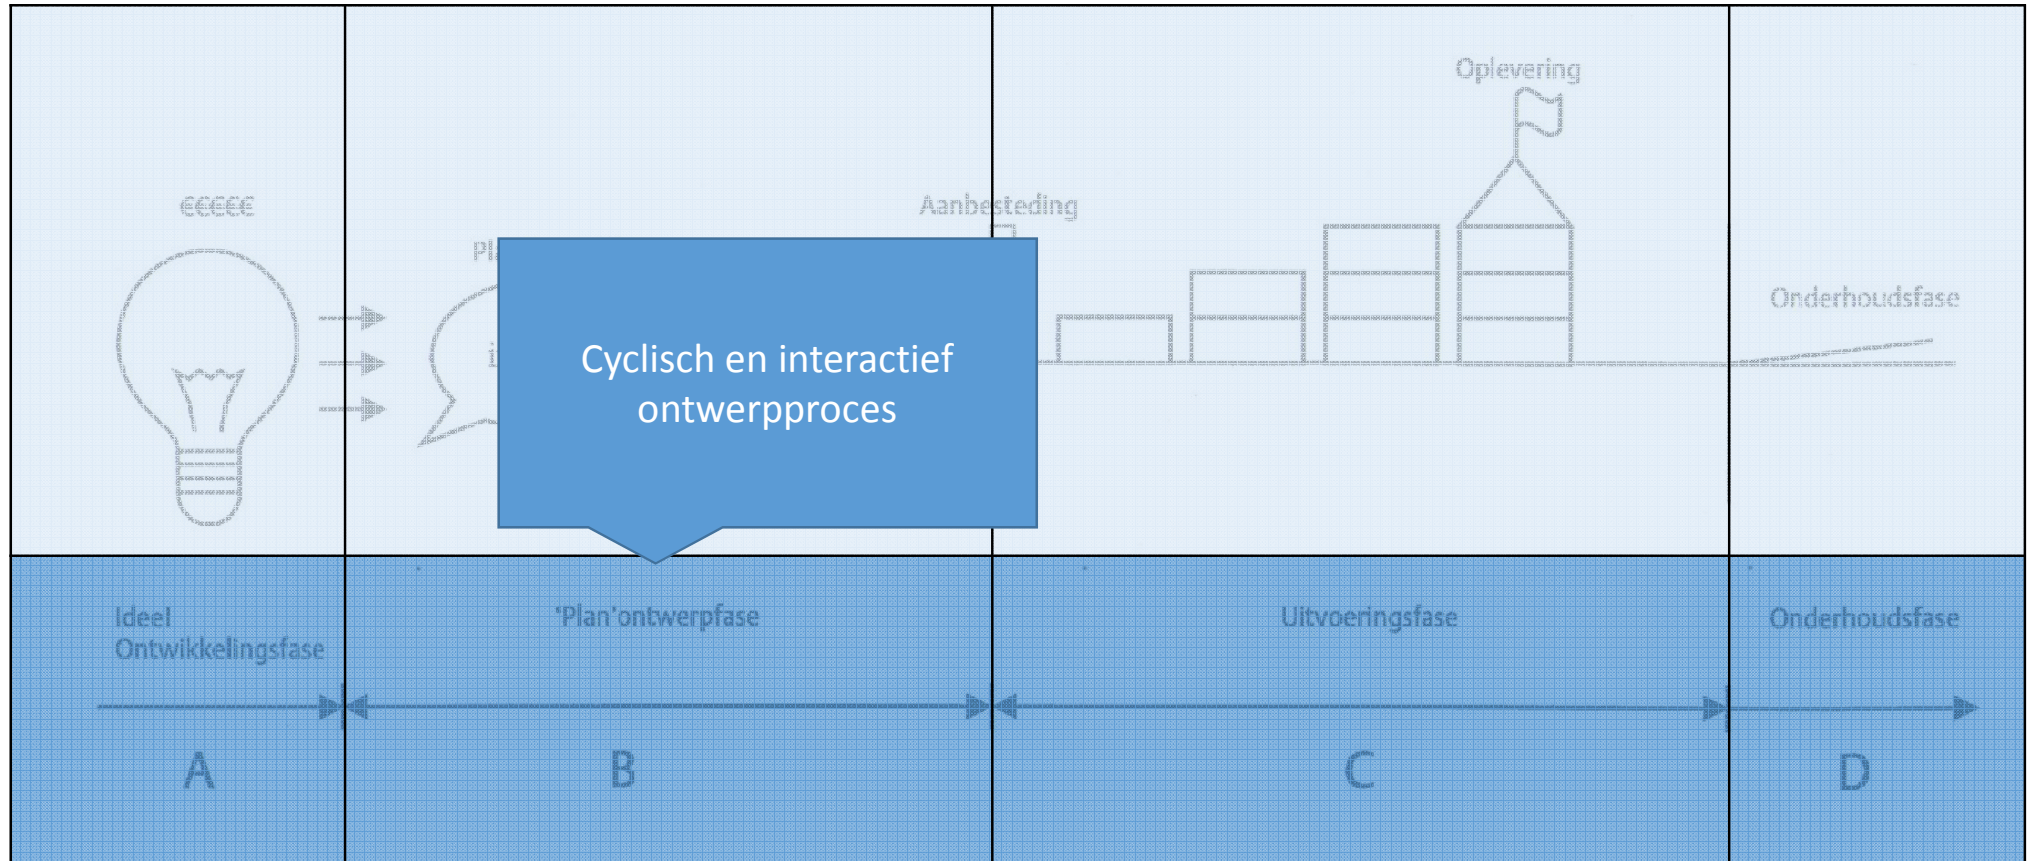 Oplevering
€€€€€
Aanbesteding
Onderhoudsfase
Cyclisch en interactief
ontwerpproces
Ideel
Ontwikkelingsfase
'Plan'ontwerpfase
Uitvoeringsfase
Onderhoudsfase
A
B
C
D